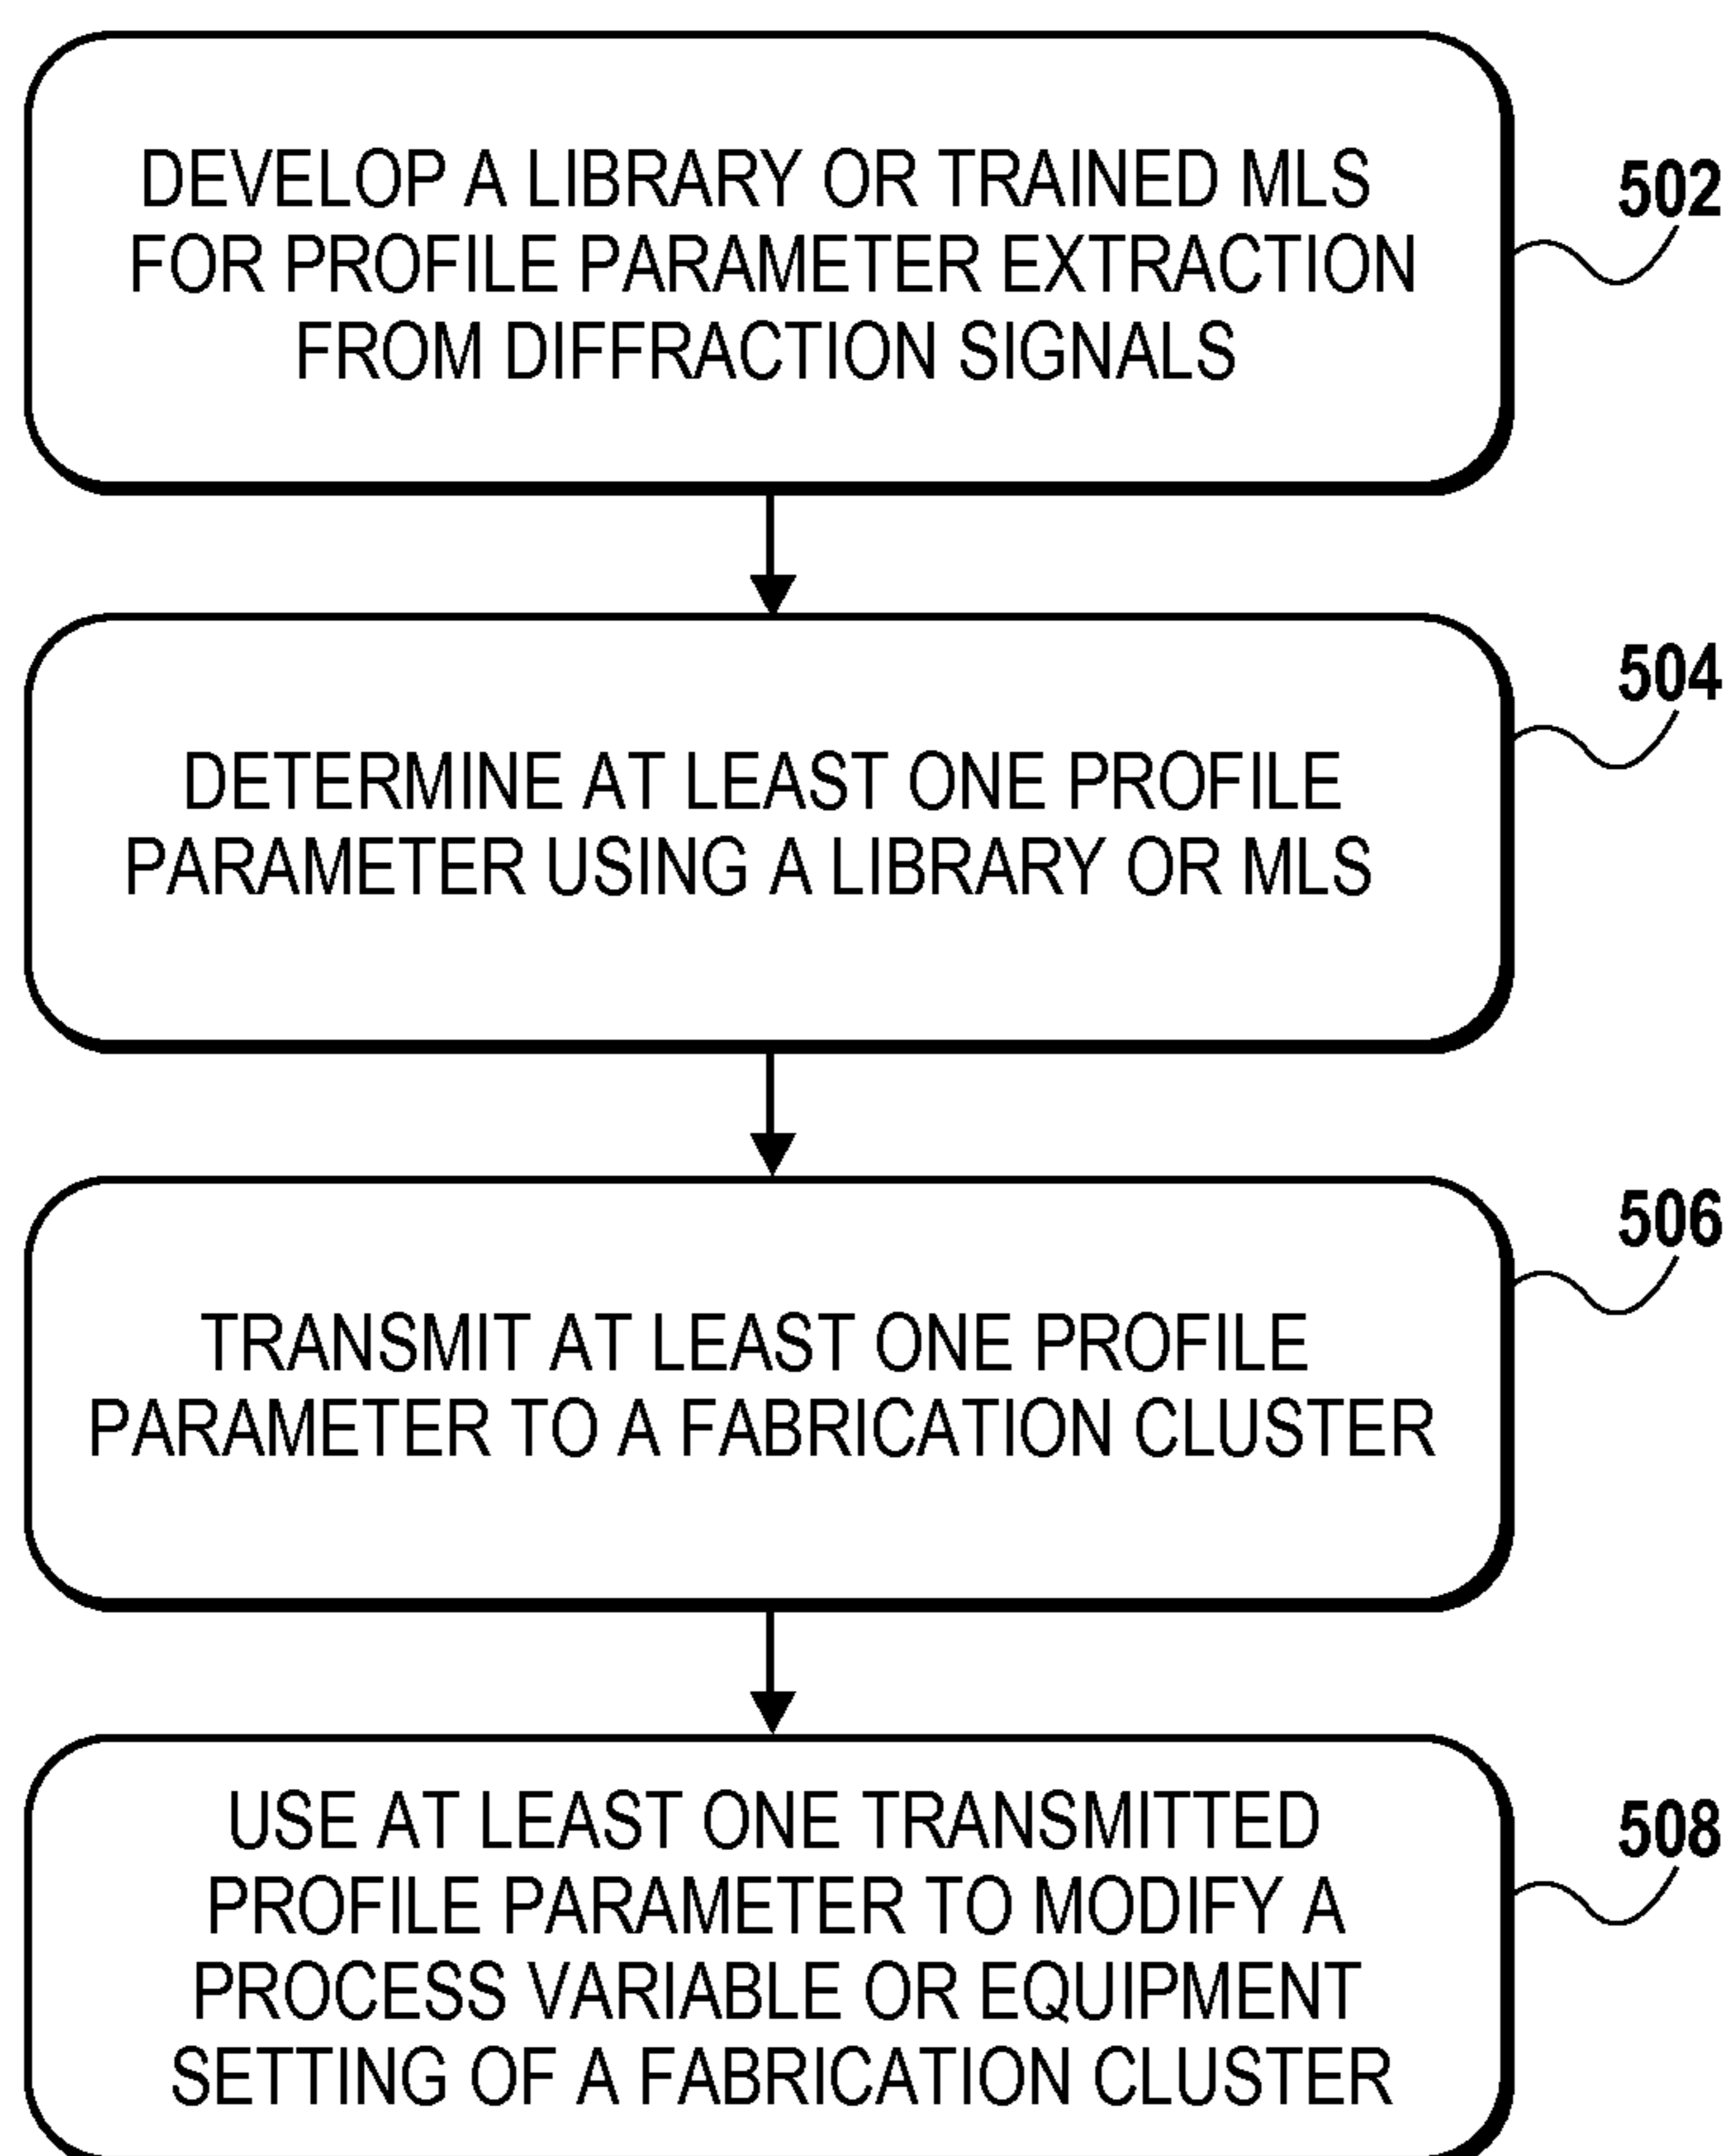 DEVELOP A LIBRARY OR TRAINED MLS
FOR PROFILE PARAMETER EXTRACTION
FROM DIFFRACTION SIGNALS
502
DETERMINE AT LEAST ONE PROFILE
PARAMETER USING A LIBRARY OR MLS
504
TRANSMIT AT LEAST ONE PROFILE
PARAMETER TO A FABRICATION CLUSTER
506
USE AT LEAST ONE TRANSMITTED
PROFILE PARAMETER TO MODIFY A
PROCESS VARIABLE OR EQUIPMENT
SETTING OF A FABRICATION CLUSTER
508